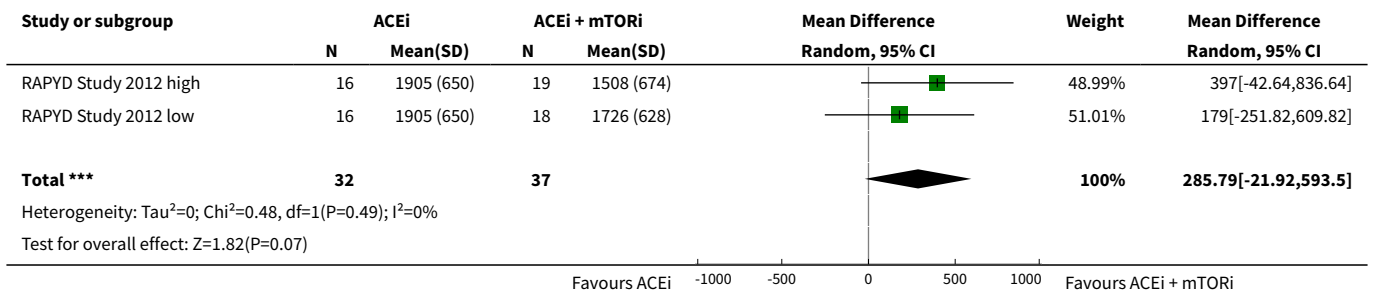 Study or subgroup ACEi ACEi + mTORi Mean Difference Weight Mean Difference
N Mean(SD) N Mean(SD) Random, 95% CI Random, 95% CI
RAPYD Study 2012 high 16 1905 (650) 19 1508 (674) 48.99% 397[-42.64,836.64]
RAPYD Study 2012 low 16 1905 (650) 18 1726 (628) 51.01% 179[-251.82,609.82]
Total *** 32 37 100% 285.79[-21.92,593.5]
Heterogeneity: Tau²=0; Chi²=0.48, df=1(P=0.49); I²=0%
Test for overall effect: Z=1.82(P=0.07)
Favours ACEi -1000 -500 0 500 1000 Favours ACEi + mTORi